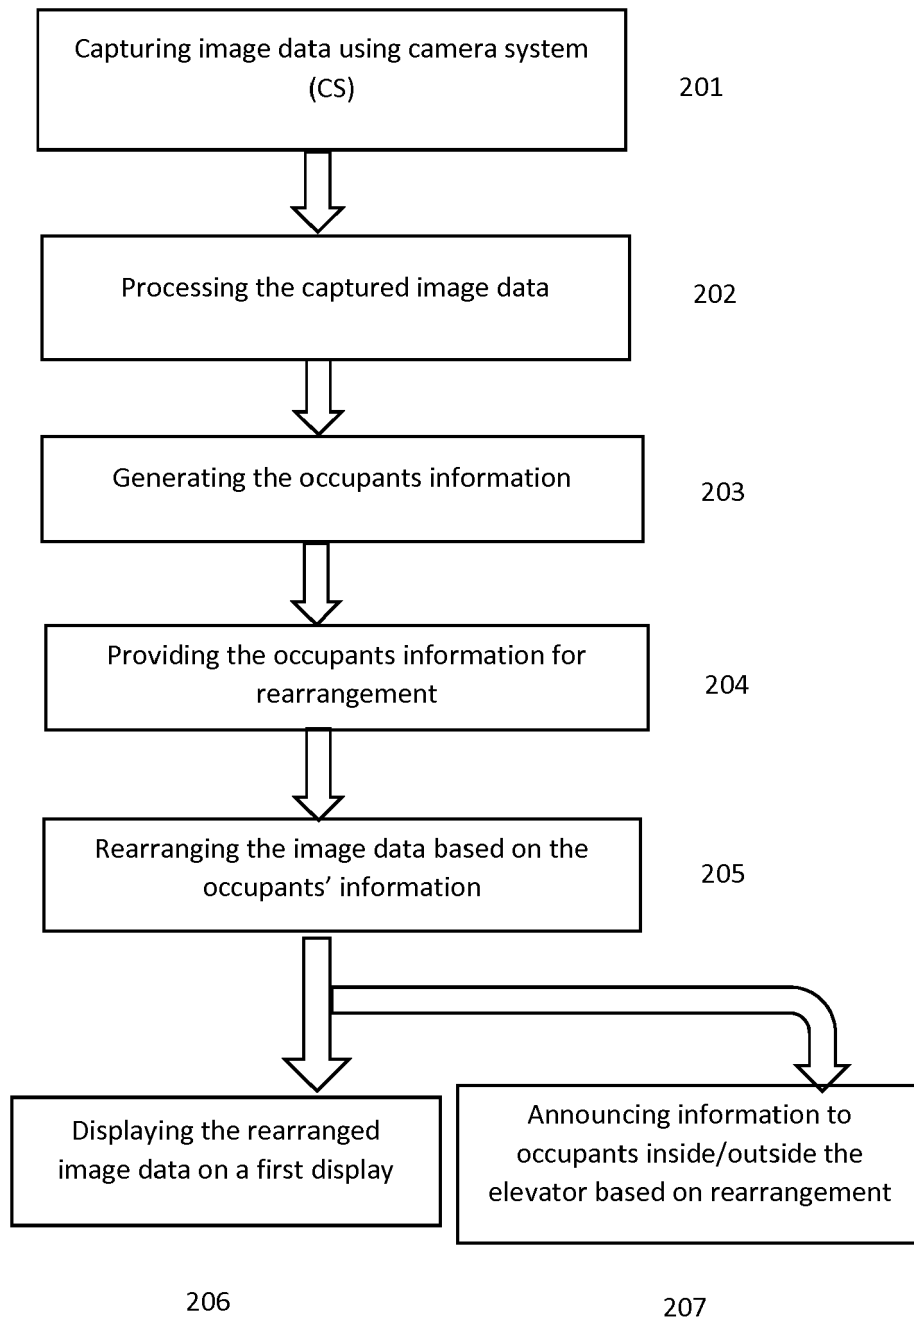 Capturing image data using camera system
(CS)
201
Processing the captured image data
202
Generating the occupants information
203
Providing the occupants information for
rearrangement
204
Rearranging the image data based on the
occupants’ information
205
Displaying the rearranged
image data on a first display
Announcing information to
occupants inside/outside the
elevator based on rearrangement
206
207